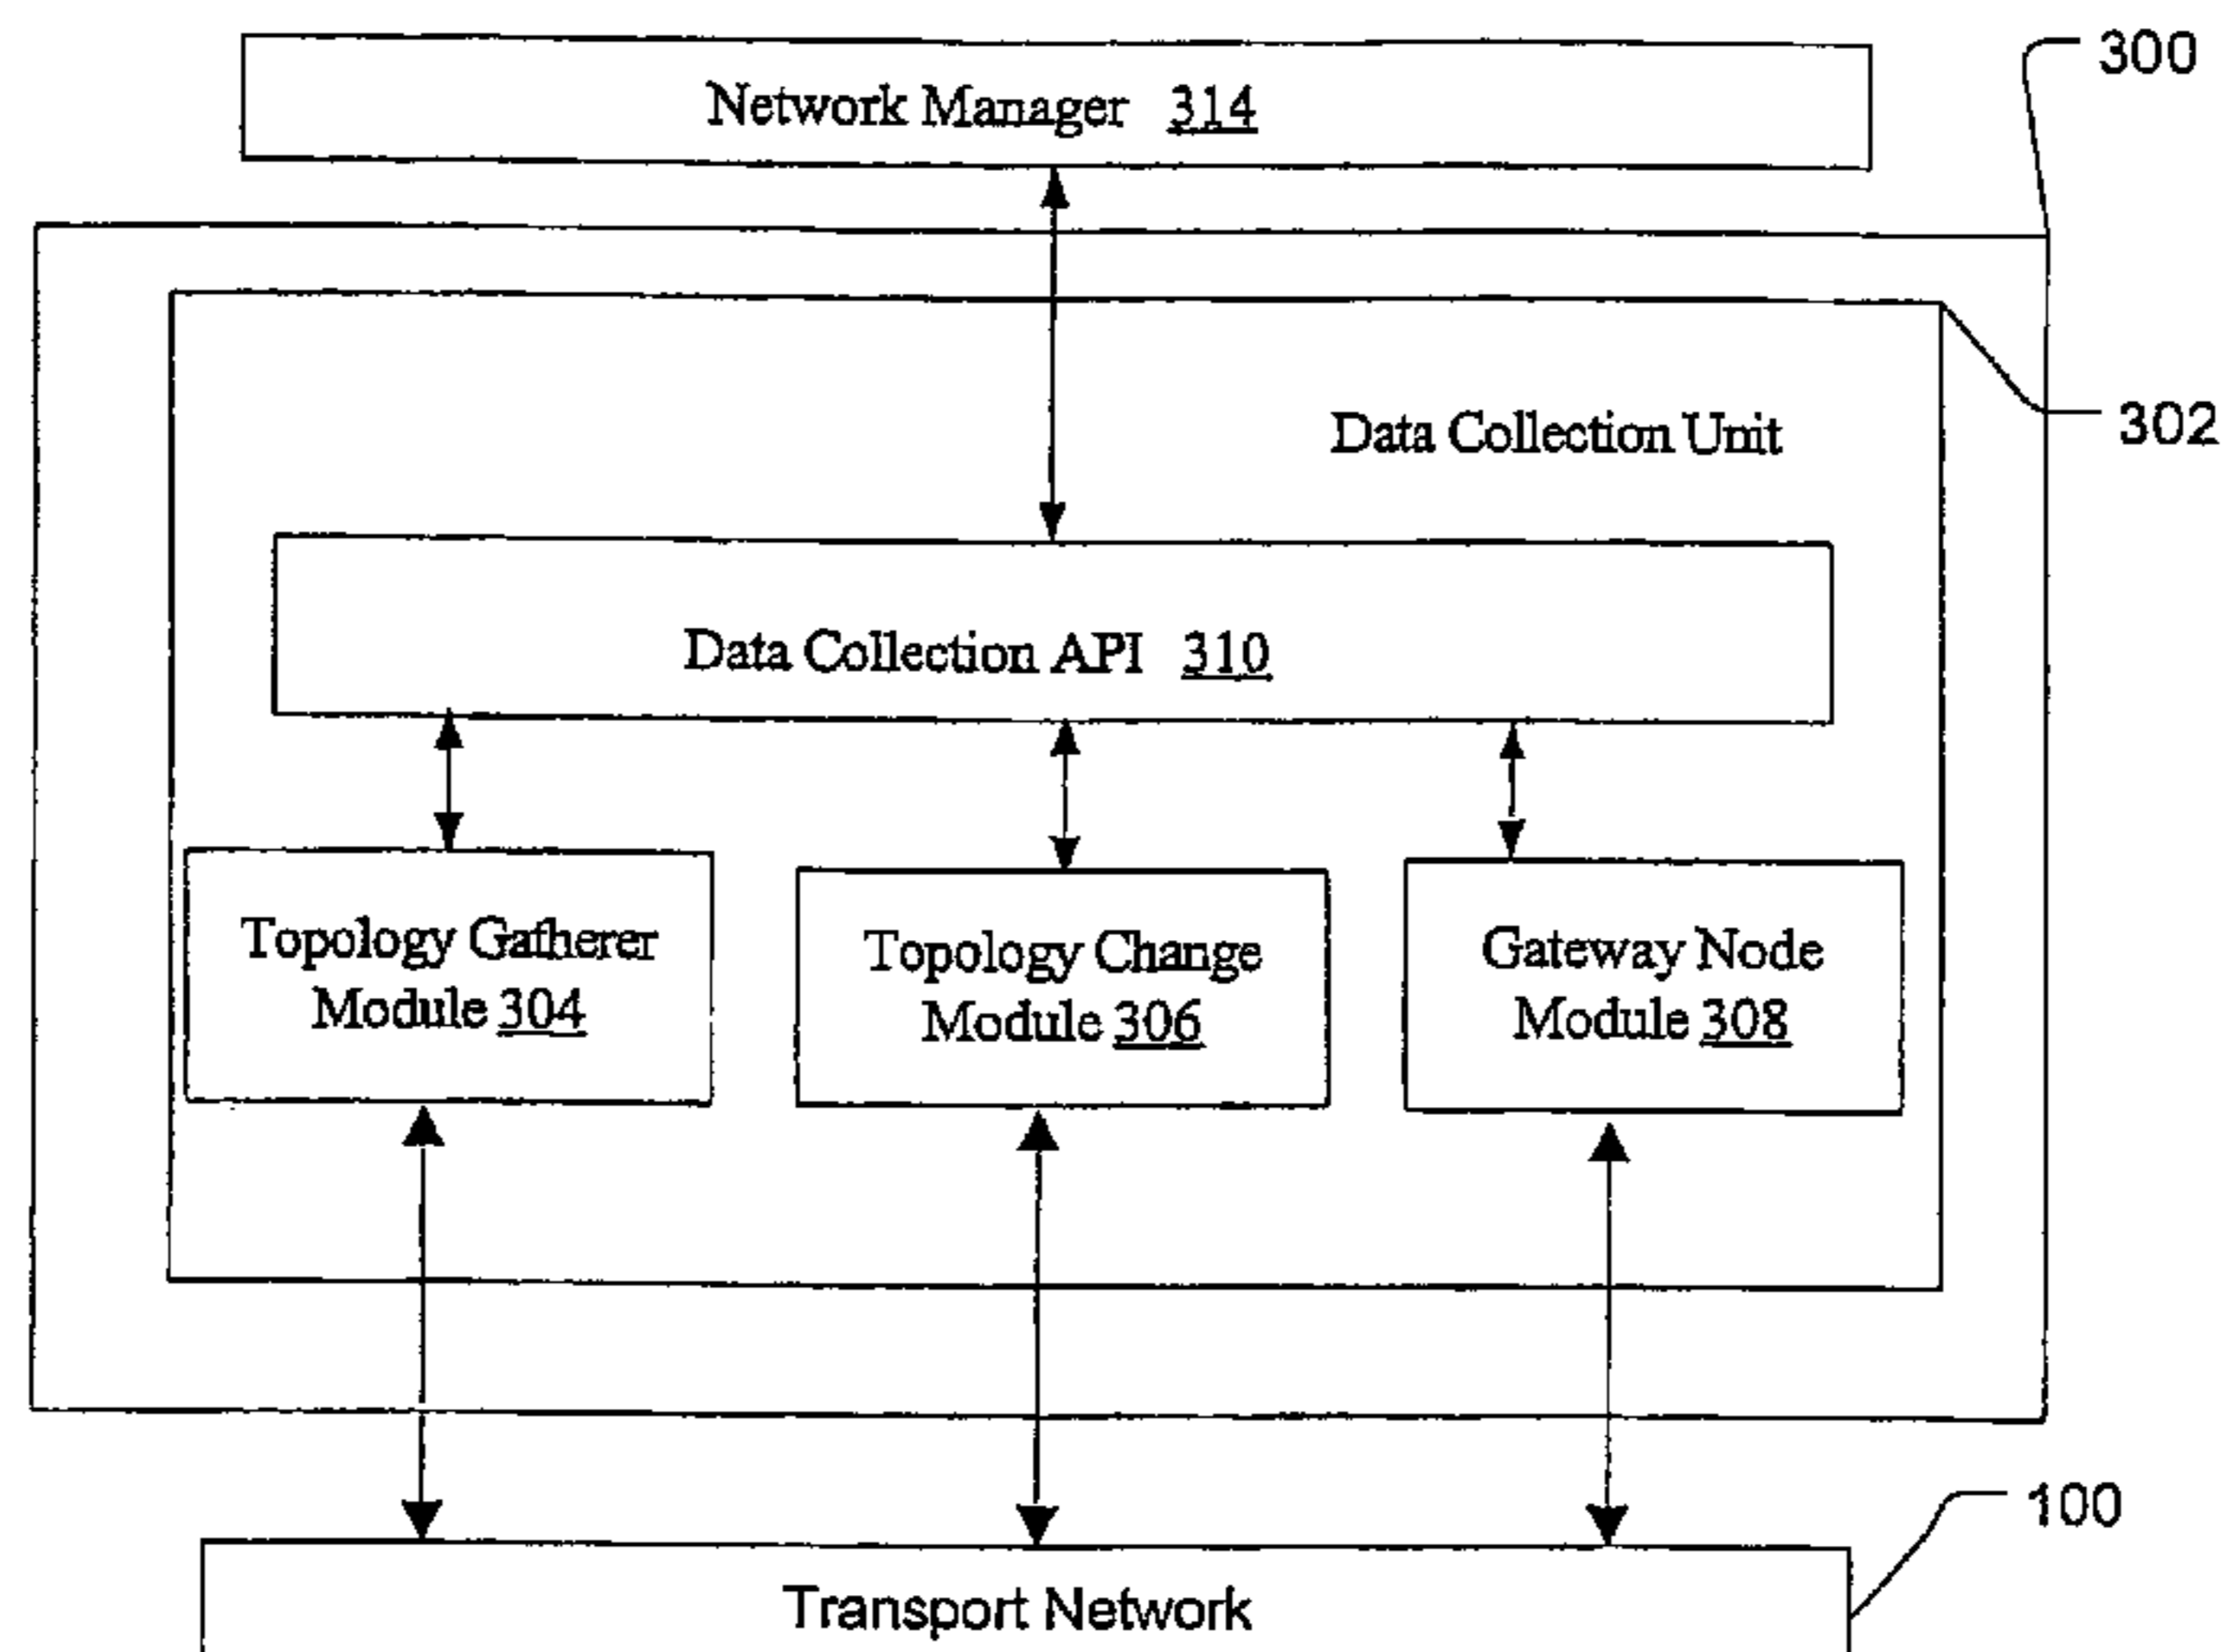 300
Network Manager 314
Data Collection Unit
302
Data Collection API 310
Topology Gatherer
Module 304
Topology Change
Module 306
Gateway Node
Module 308
100
Transport Network